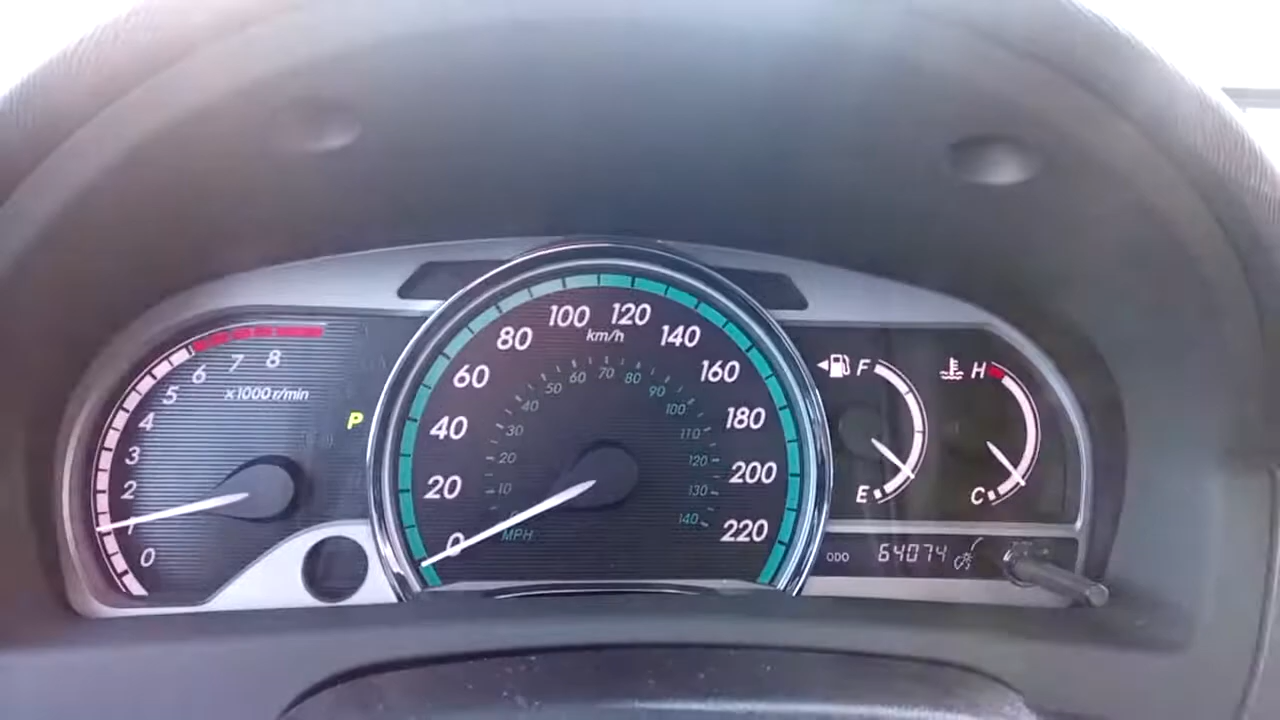 0 1 2 3 4 5 6 7 8
x1000 r/min
P
0 20 40 60 80 100 120 140 160 180 200 220
km/h
10 20 30 40 50 60 70 80 90 100 110 120 130 140
MPH
F
E
H
C
ODO 64074